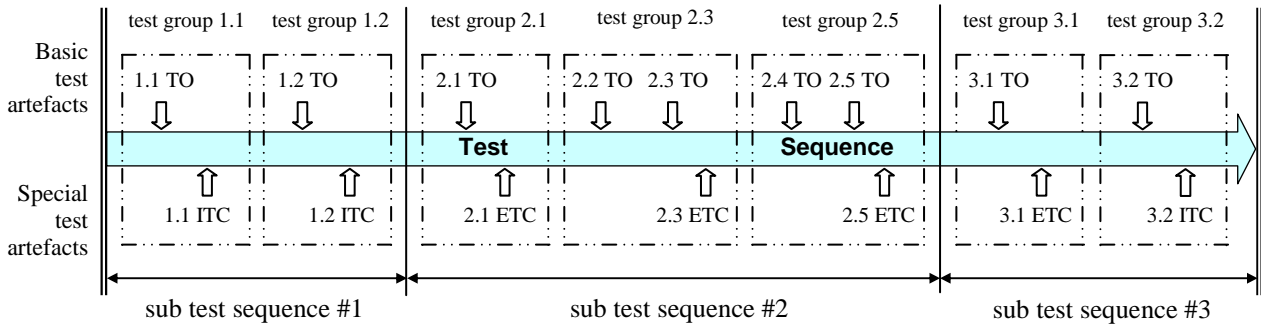 test group 1.1 test group 1.2 test group 2.1 test group 2.3 test group 2.5 test group 3.1 test group 3.2
Basic
test
artefacts
1.1 TO 1.2 TO 2.1 TO 2.2 TO 2.3 TO 2.4 TO 2.5 TO 3.1 TO 3.2 TO
Test Sequence
Special
test
artefacts
1.1 ITC 1.2 ITC 2.1 ETC 2.3 ETC 2.5 ETC 3.1 ETC 3.2 ITC
sub test sequence #1 sub test sequence #2 sub test sequence #3